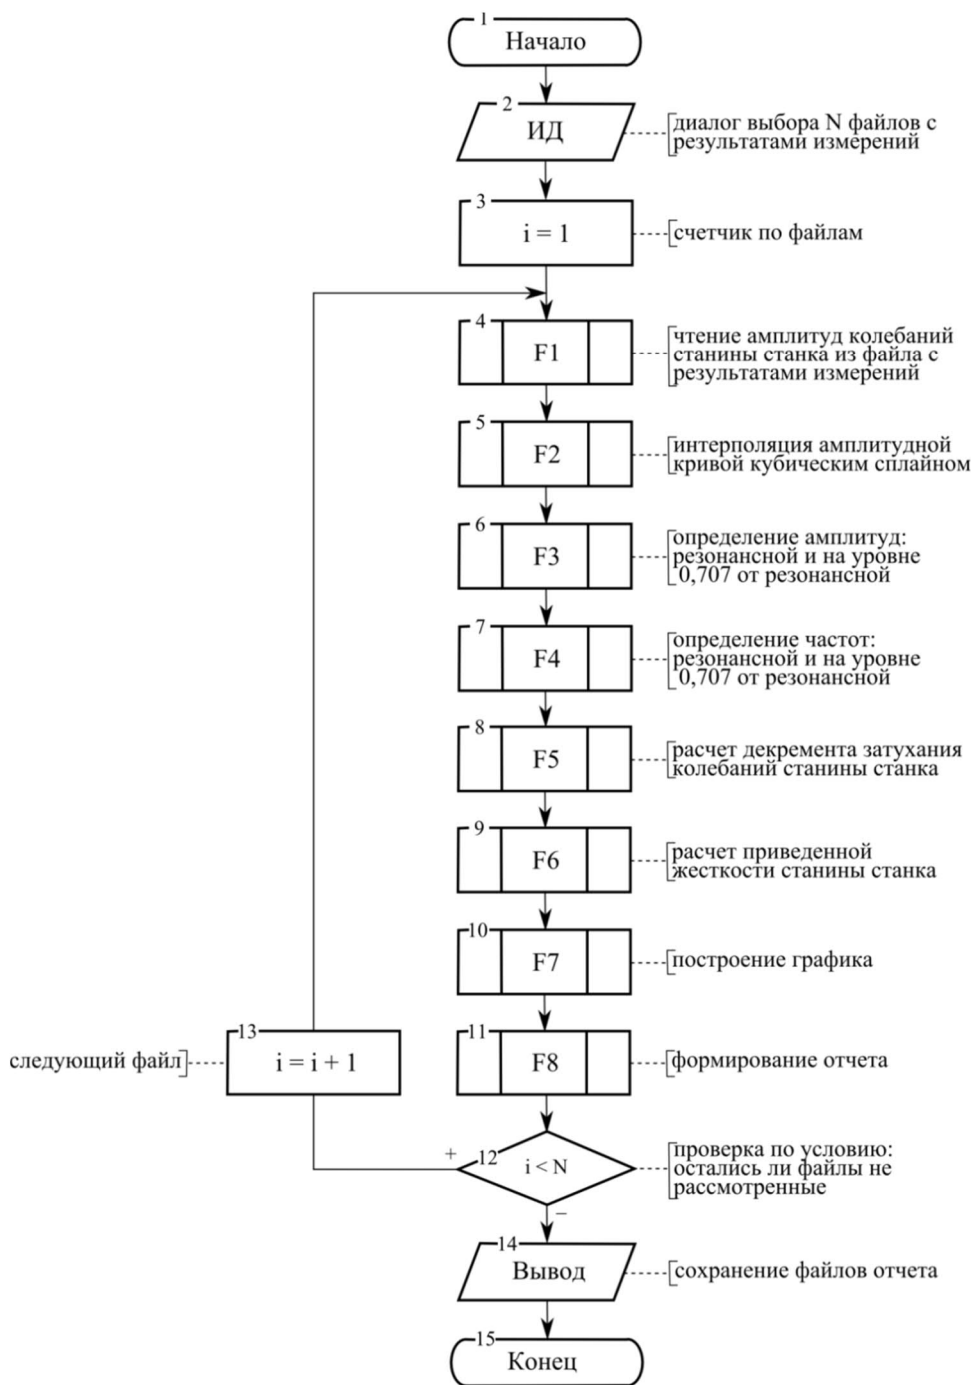 1
Начало
2
ИД
диалог выбора N файлов с
результатами измерений
3
i = 1
счетчик по файлам
4
F1
чтение амплитуд колебаний
станины станка из файла с
результатами измерений
5
F2
интерполяция амплитудной
кривой кубическим сплайном
6
F3
определение амплитуд:
резонансной и на уровне
0,707 от резонансной
7
F4
определение частот:
резонансной и на уровне
0,707 от резонансной
8
F5
расчет декремента затухания
колебаний станины станка
9
F6
расчет приведенной
жесткости станины станка
10
F7
построение графика
11
F8
формирование отчета
12
i < N
+
−
проверка по условию:
остались ли файлы не
рассмотренные
13
i = i + 1
следующий файл
14
Вывод
сохранение файлов отчета
15
Конец